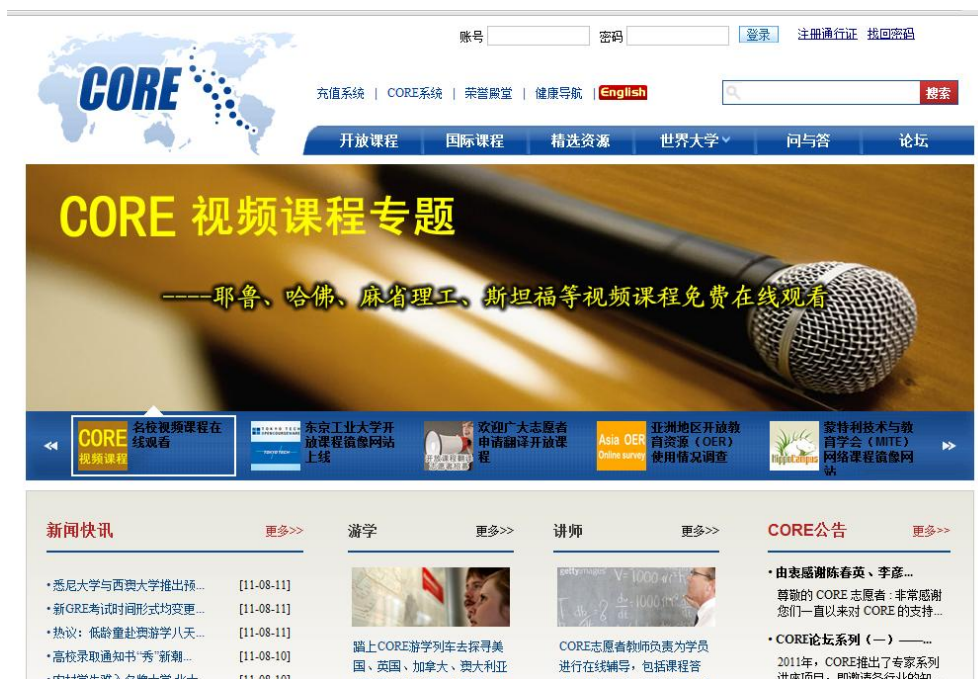 账号
密码
登录
注册通行证 找回密码
CORE
充值系统 | CORE系统 | 荣誉殿堂 | 健康导航 | English
搜索
开放课程 国际课程 精选资源 世界大学 问与答 论坛
CORE 视频课程专题
----耶鲁、哈佛、麻省理工、斯坦福等视频课程免费在线观看
CORE
视频课程
名校视频课程在
线观看
TOKYO TECH
东京工业大学开
放课程镜像网站
上线
欢迎广大志愿者
申请翻译开放课
程
Asia OER
Online survey
亚洲地区开放教
育资源（OER）
使用情况调查
HippoCampus
蒙特利技术与教
育学会（MITE）
网络课程镜像网
站
新闻快讯 更多>>
·悉尼大学与西澳大学推出预... [11-08-11]
·新GRE考试时间形式均变更... [11-08-11]
·热议：低龄童赴澳游学八天... [11-08-11]
·高校录取通知书“秀”新潮... [11-08-10]
游学 更多>>
踏上CORE游学列车去探寻美
国、英国、加拿大、澳大利亚
讲师 更多>>
gettyimages
CORE志愿者教师负责为学员
进行在线辅导，包括课程答
CORE公告 更多>>
·由衷感谢陈春英、李彦...
尊敬的 CORE 志愿者 : 非常感谢
您们一直以来对 CORE 的支持...
·CORE论坛系列（一）——...
2011年，CORE推出了专家系列